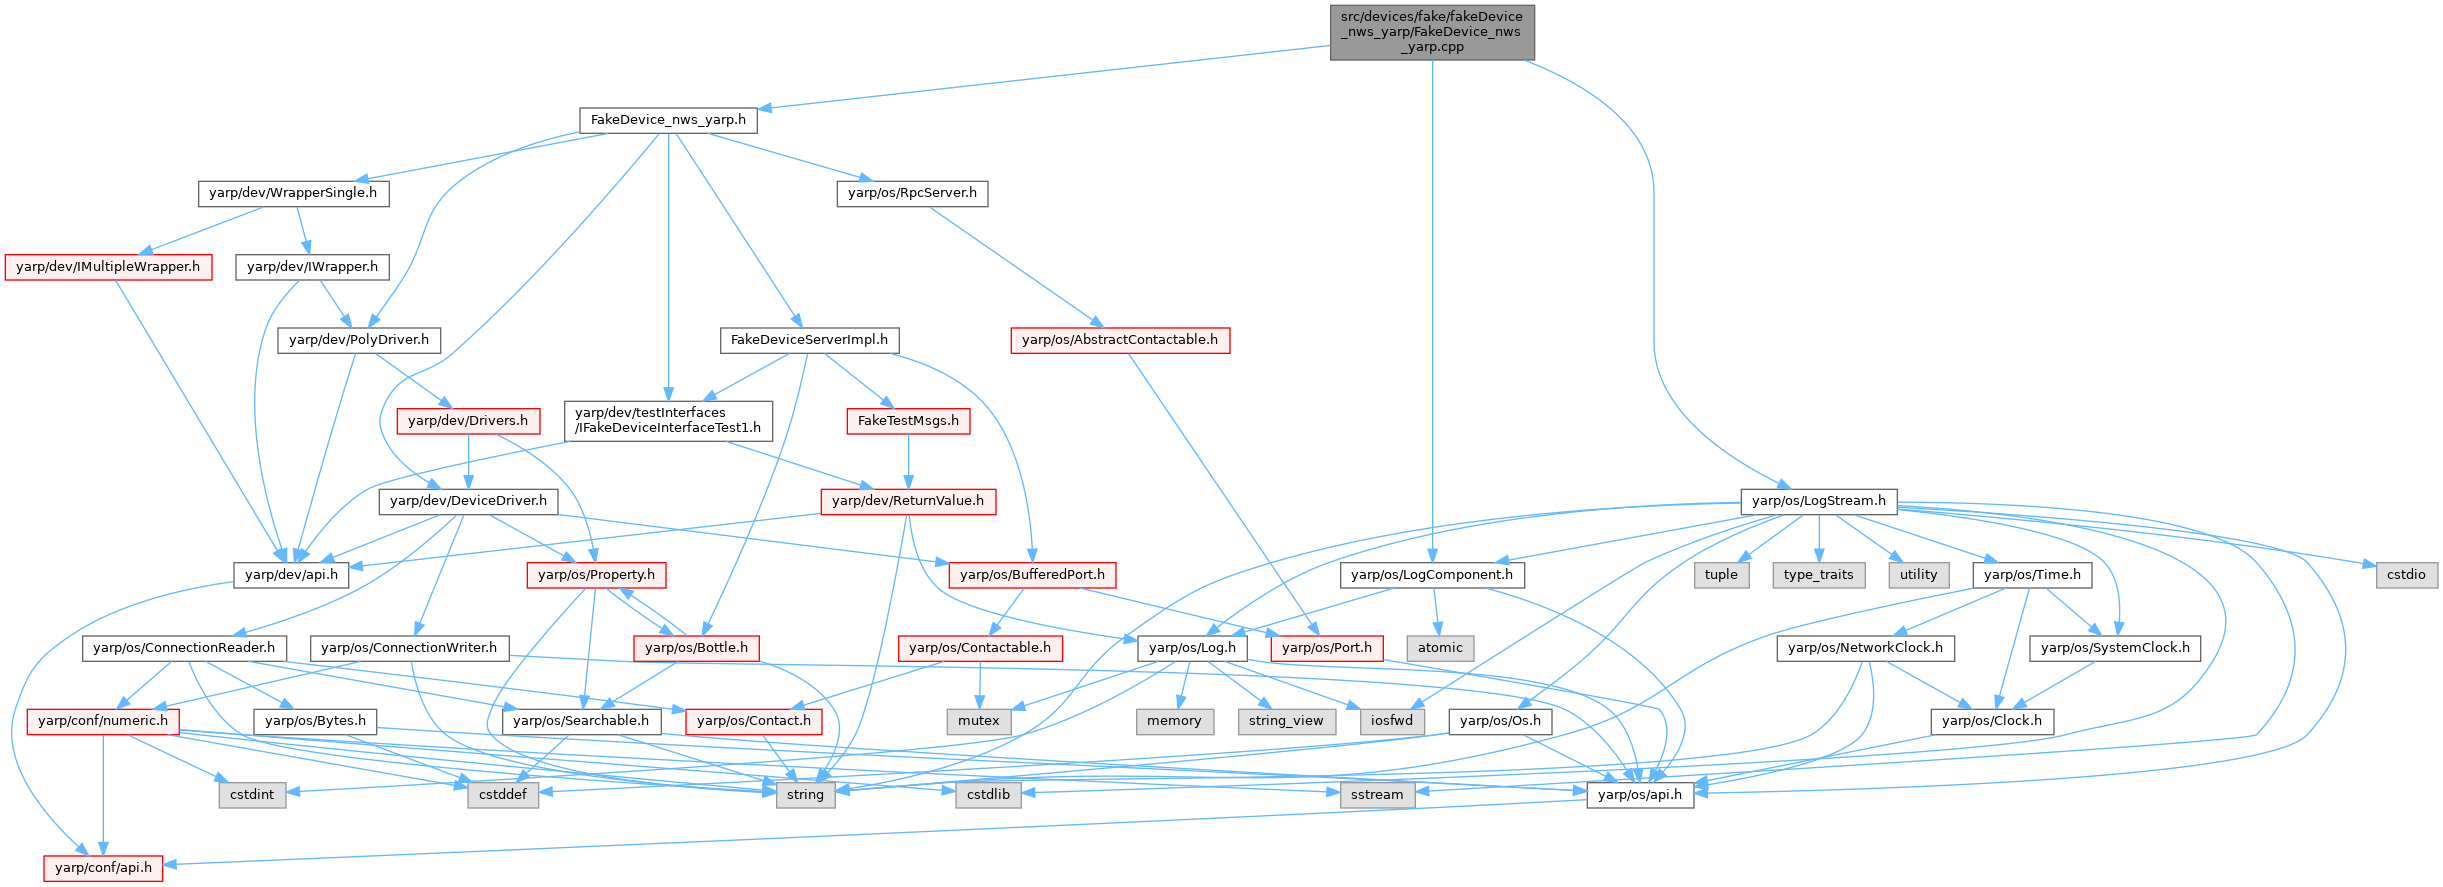 src/devices/fake/fakeDevice
_nws_yarp/FakeDevice_nws
_yarp.cpp
FakeDevice_nws_yarp.h
yarp/dev/WrapperSingle.h
yarp/os/RpcServer.h
yarp/dev/IMultipleWrapper.h
yarp/dev/IWrapper.h
yarp/dev/PolyDriver.h
FakeDeviceServerImpl.h
yarp/os/AbstractContactable.h
yarp/dev/Drivers.h
yarp/dev/testInterfaces
/IFakeDeviceInterfaceTest1.h
FakeTestMsgs.h
yarp/dev/DeviceDriver.h
yarp/dev/ReturnValue.h
yarp/os/LogStream.h
yarp/dev/api.h
yarp/os/Property.h
yarp/os/BufferedPort.h
yarp/os/LogComponent.h
tuple
type_traits
utility
yarp/os/Time.h
cstdio
yarp/os/ConnectionReader.h
yarp/os/ConnectionWriter.h
yarp/os/Bottle.h
yarp/os/Contactable.h
yarp/os/Log.h
yarp/os/Port.h
atomic
yarp/os/NetworkClock.h
yarp/os/SystemClock.h
yarp/conf/numeric.h
yarp/os/Bytes.h
yarp/os/Searchable.h
yarp/os/Contact.h
mutex
memory
string_view
iosfwd
yarp/os/Os.h
yarp/os/Clock.h
cstdint
cstddef
string
cstdlib
sstream
yarp/os/api.h
yarp/conf/api.h